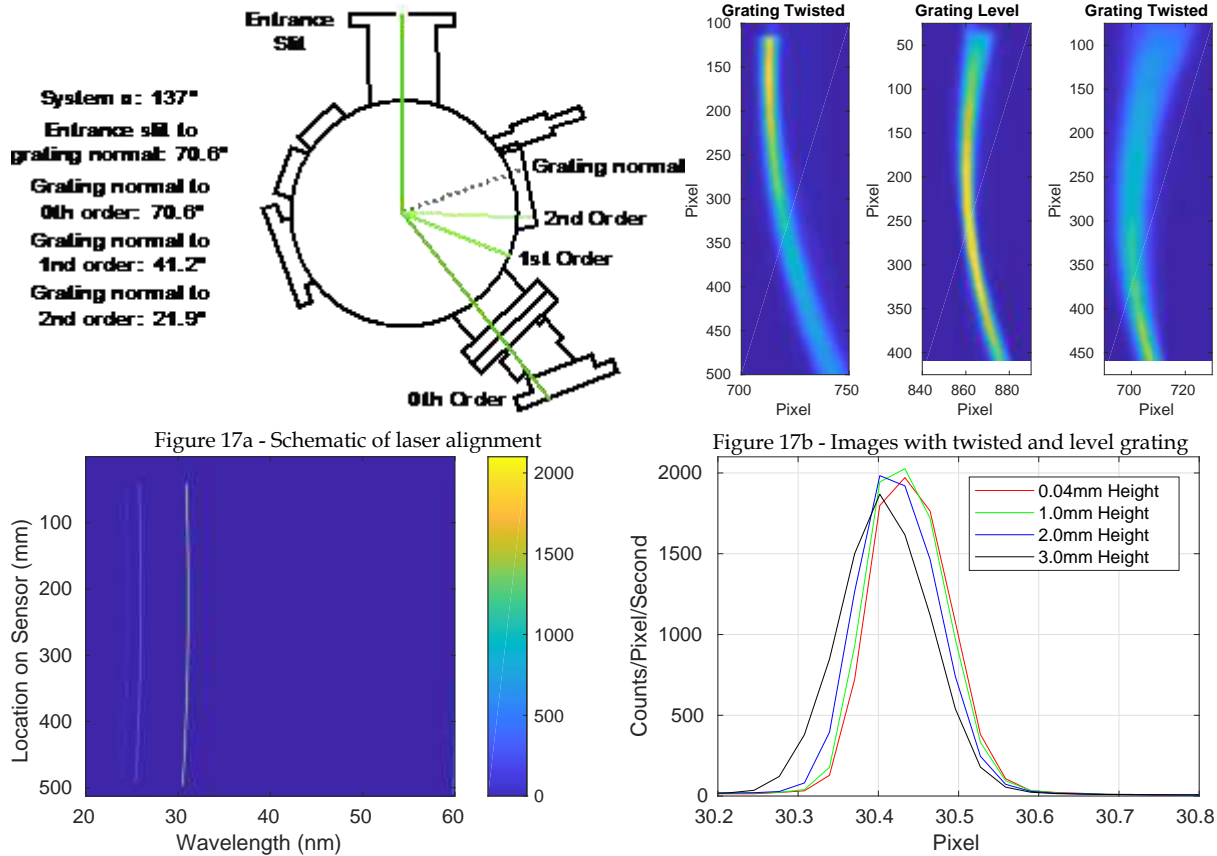 Entrance
Slit
System α: 137°
Entrance slit to
grating normal: 70.6°
Grating normal to
0th order: 70.6°
Grating normal to
1nd order: 41.2°
Grating normal to
2nd order: 21.9°
Grating normal
2nd Order
1st Order
0th Order
Grating Twisted
100
150
200
250
300
350
400
450
500
Pixel
700
750
Pixel
Grating Level
50
100
150
200
250
300
350
400
Pixel
840
860
880
Pixel
Grating Twisted
100
150
200
250
300
350
400
450
Pixel
700
720
Pixel
Figure 17a - Schematic of laser alignment
Figure 17b - Images with twisted and level grating
Location on Sensor (mm)
100
200
300
400
500
20
30
40
50
60
Wavelength (nm)
2000
1500
1000
500
0
Counts/Pixel/Second
2000
1500
1000
500
0
0.04mm Height
1.0mm Height
2.0mm Height
3.0mm Height
30.2
30.3
30.4
30.5
30.6
30.7
30.8
Pixel